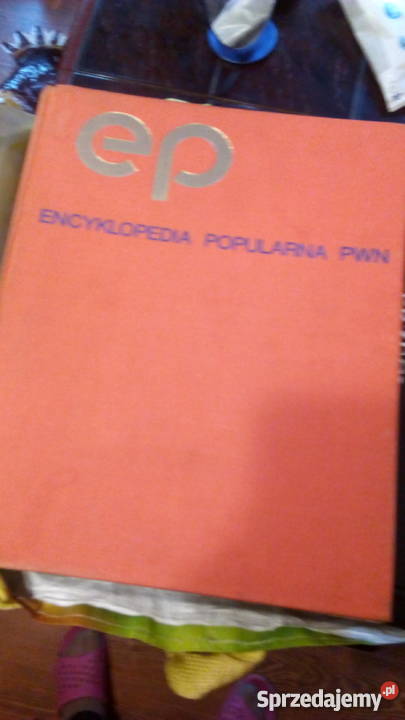 ep
ENCYKLOPEDIA POPULARNA PWN
Sprzedajemy.pl